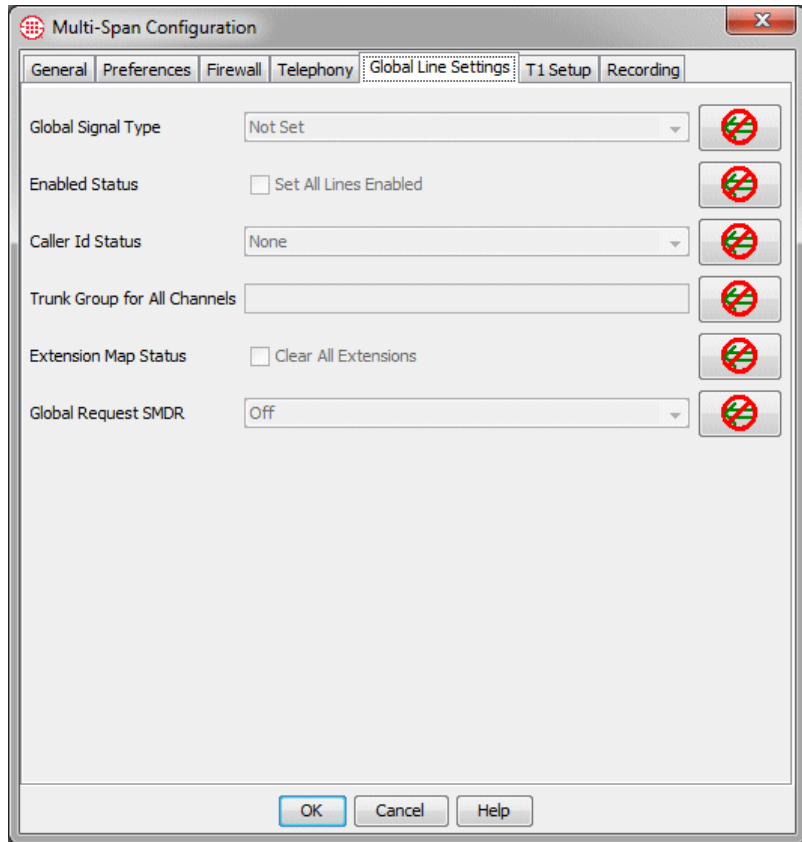 Multi-Span Configuration
General Preferences Firewall Telephony Global Line Settings T1 Setup Recording
Global Signal Type Not Set
Enabled Status Set All Lines Enabled
Caller Id Status None
Trunk Group for All Channels
Extension Map Status Clear All Extensions
Global Request SMDR Off
OK Cancel Help